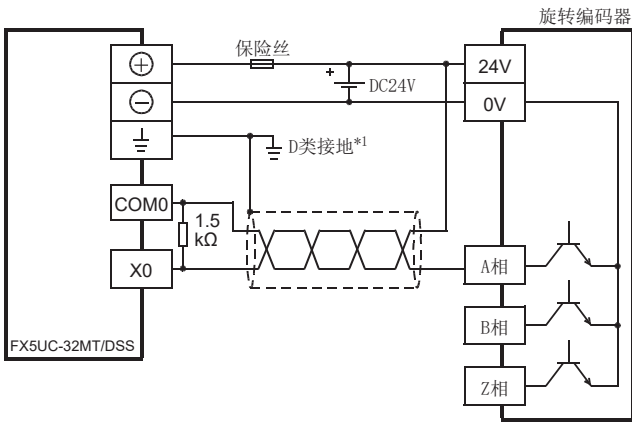 旋转编码器
保险丝
+
DC24V
24V
0V
D类接地*1
COM0
1.5
kΩ
X0
A相
B相
Z相
FX5UC-32MT/DSS